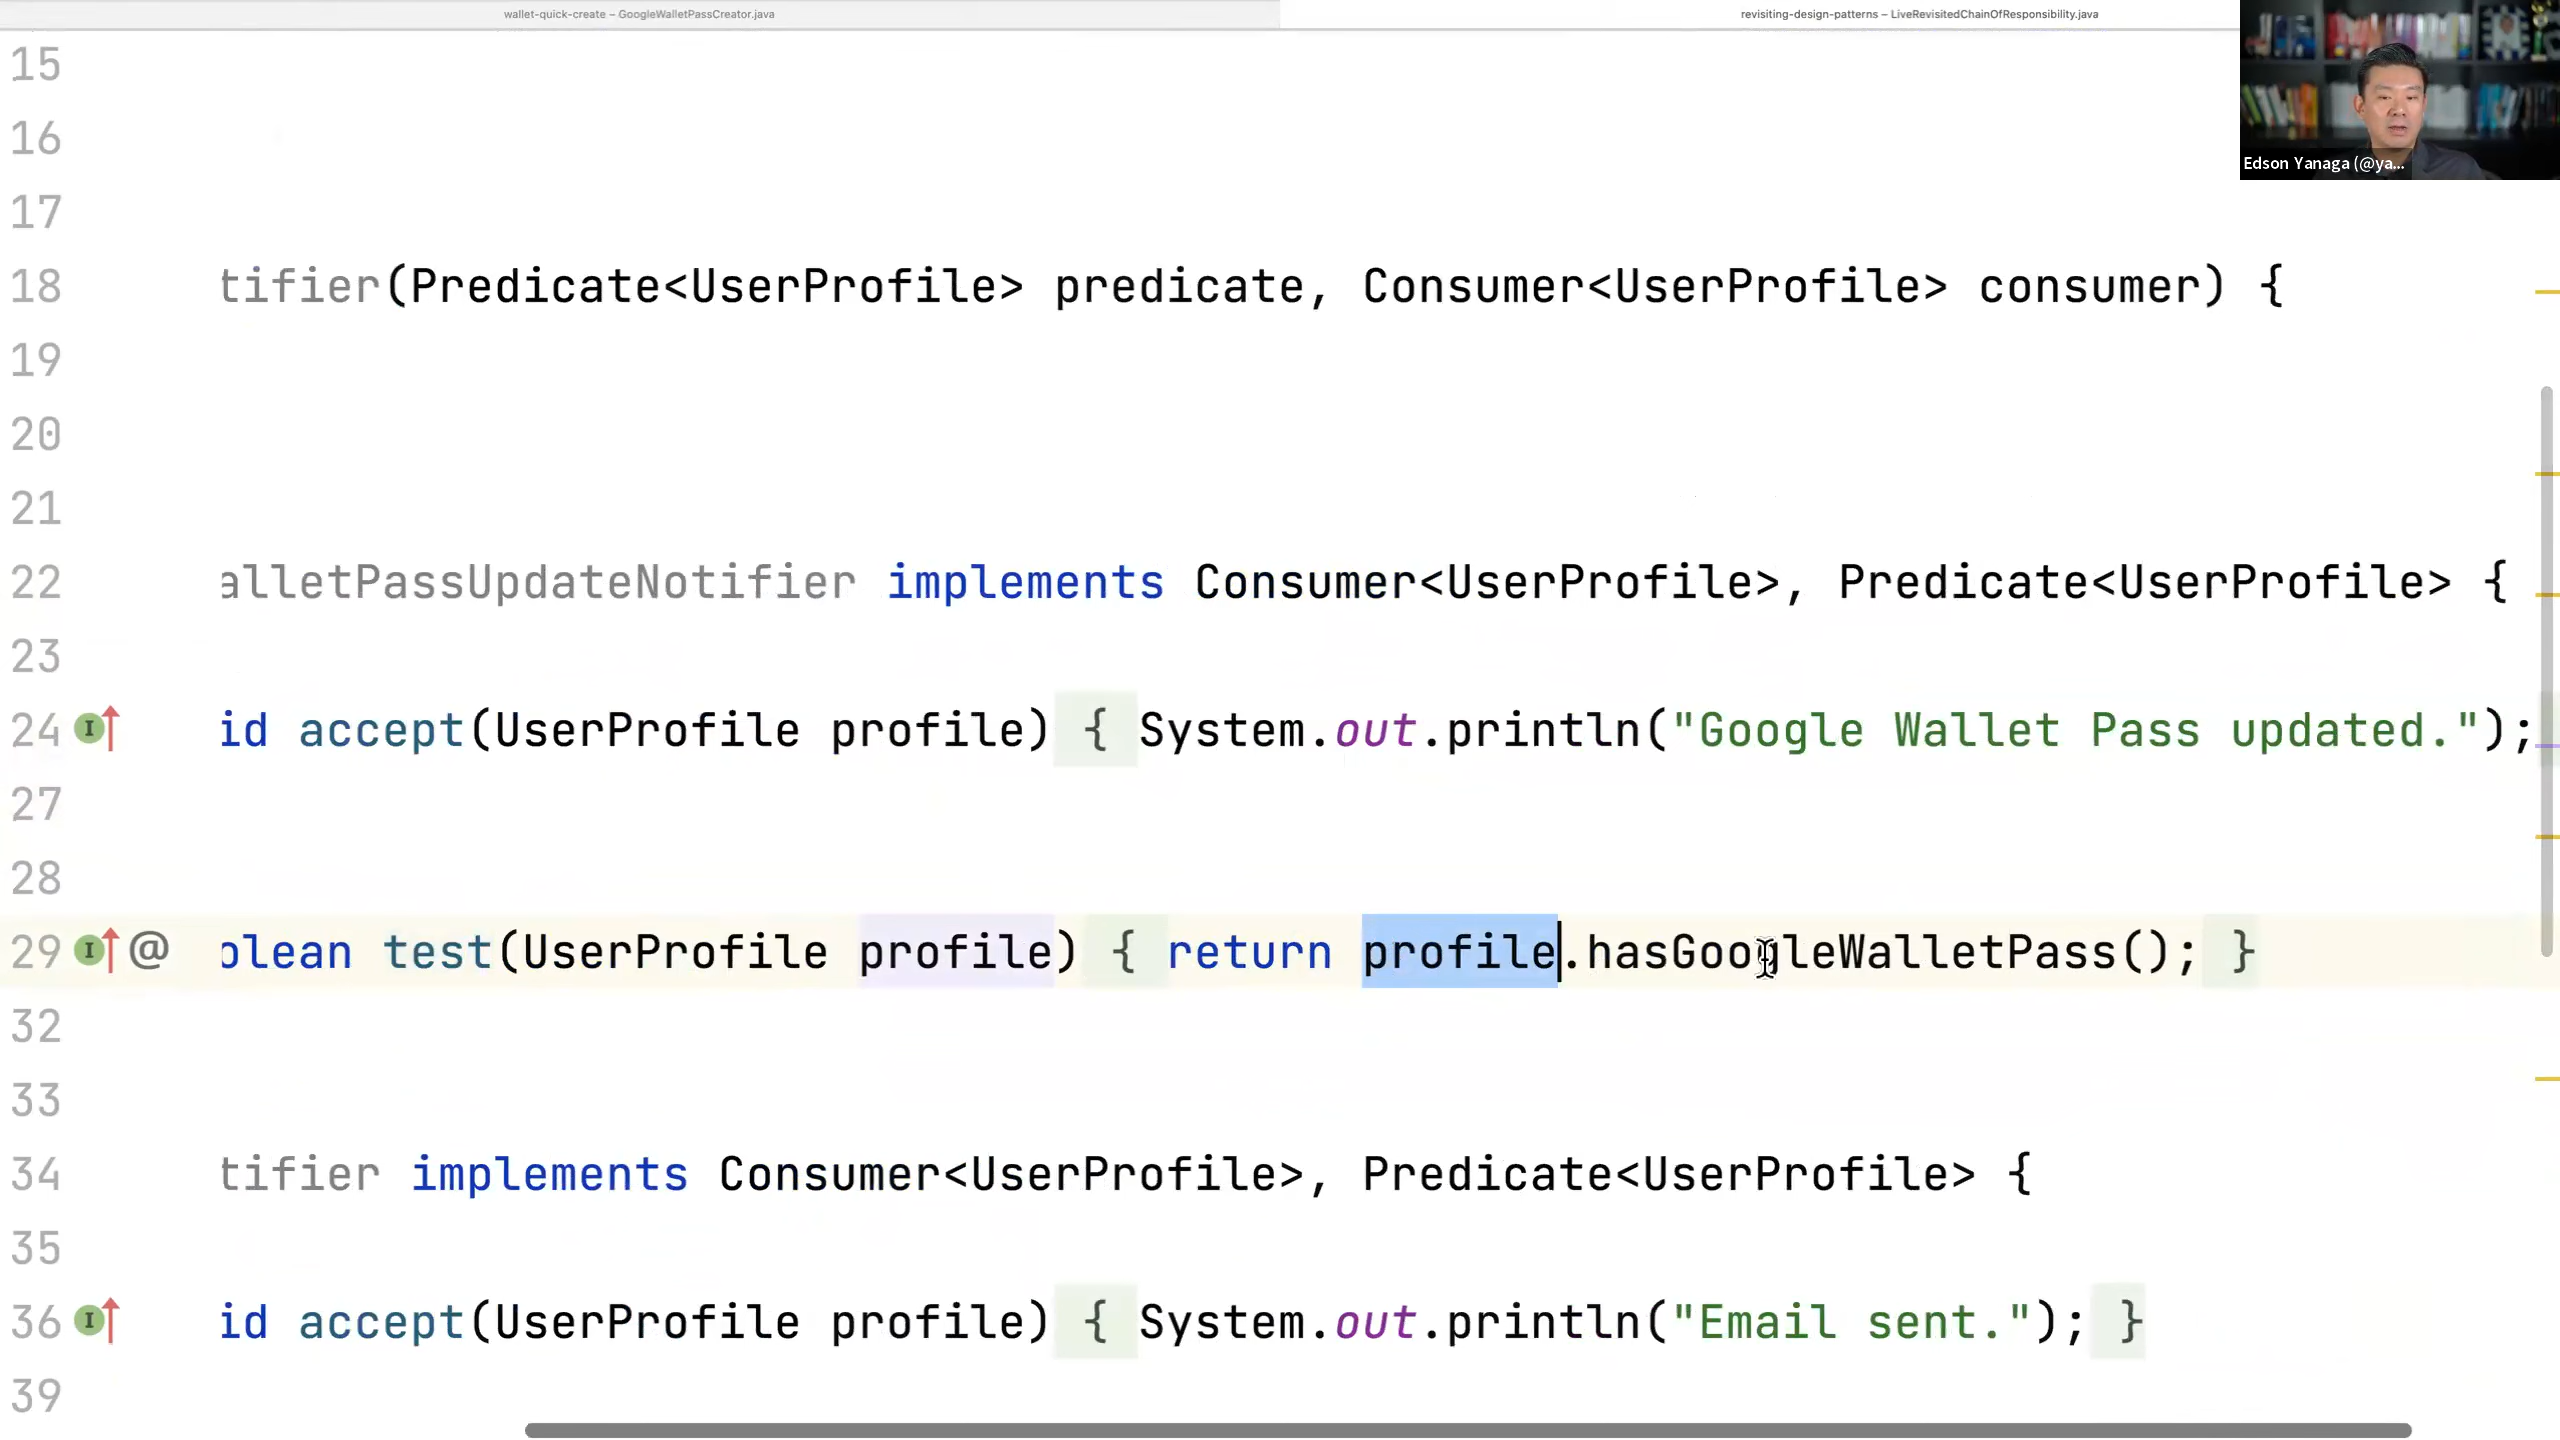 wallet-quick-create – GoogleWalletPassCreator.java
revisiting-design-patterns – LiveRevisitedChainOfResponsibility.java
Edson Yanaga (@ya...
15
16
17
18 tifier(Predicate<UserProfile> predicate, Consumer<UserProfile> consumer) {
19
20
21
22 alletPassUpdateNotifier implements Consumer<UserProfile>, Predicate<UserProfile> {
23
24 id accept(UserProfile profile) { System.out.println("Google Wallet Pass updated.");
27
28
29 @ olean test(UserProfile profile) { return profile.hasGoogleWalletPass(); }
32
33
34 tifier implements Consumer<UserProfile>, Predicate<UserProfile> {
35
36 id accept(UserProfile profile) { System.out.println("Email sent."); }
39